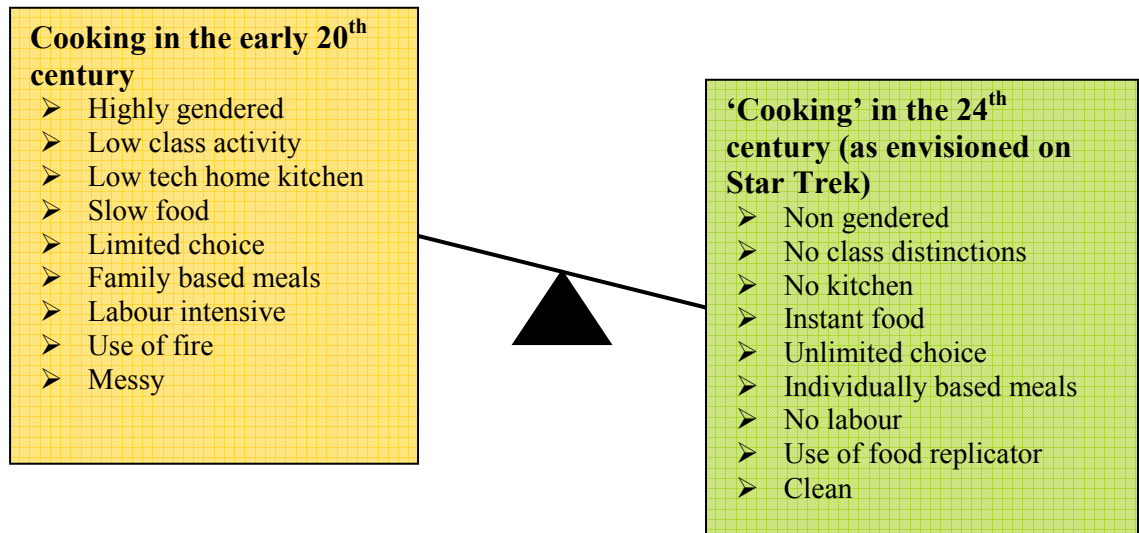 Cooking in the early 20th
century
➢ Highly gendered
➢ Low class activity
➢ Low tech home kitchen
➢ Slow food
➢ Limited choice
➢ Family based meals
➢ Labour intensive
➢ Use of fire
➢ Messy
‘Cooking’ in the 24th
century (as envisioned on
Star Trek)
➢ Non gendered
➢ No class distinctions
➢ No kitchen
➢ Instant food
➢ Unlimited choice
➢ Individually based meals
➢ No labour
➢ Use of food replicator
➢ Clean